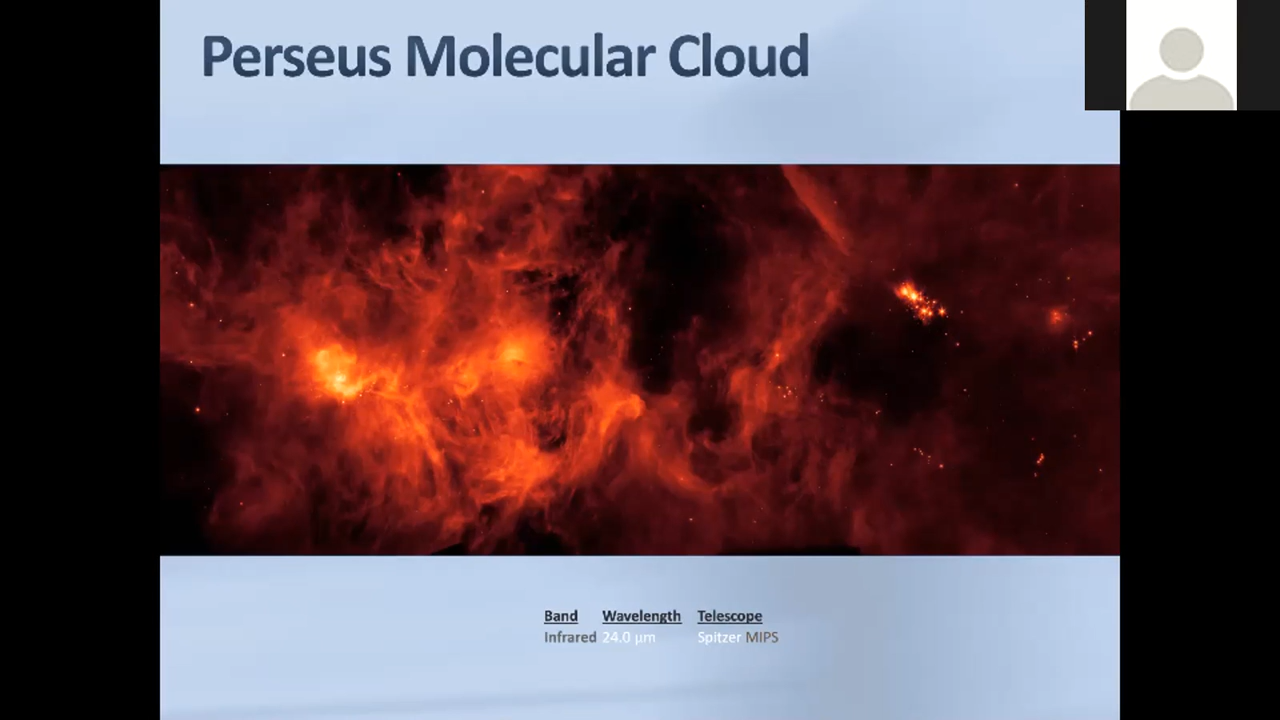 Perseus Molecular Cloud
Band Wavelength Telescope
Infrared 24.0 µm Spitzer MIPS